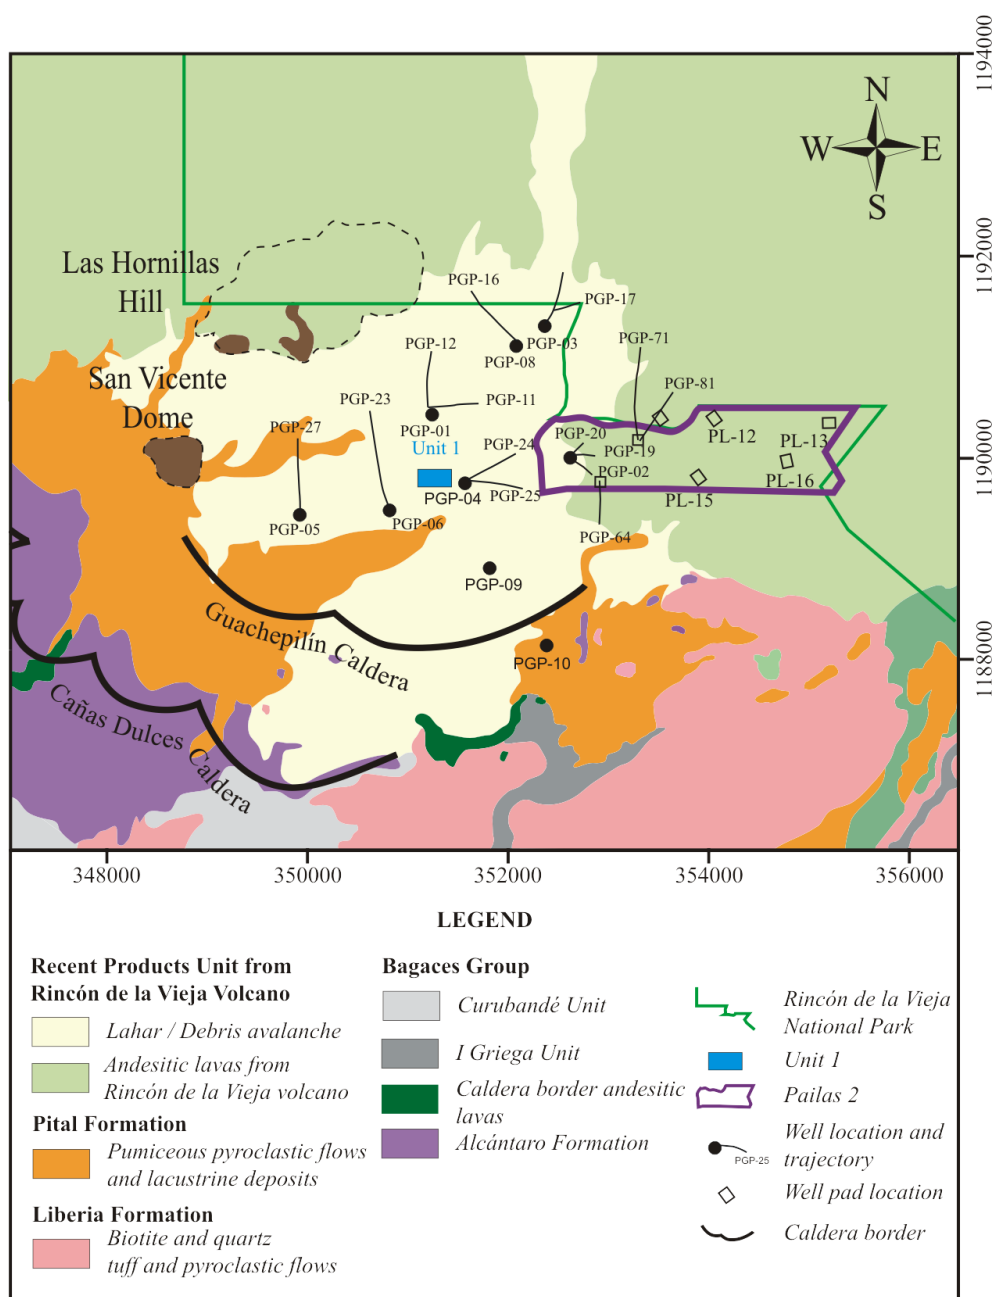 1194000
N
W E
S
1192000
Las Hornillas
Hill
PGP-16
PGP-17
PGP-03
PGP-71
PGP-12
PGP-08
San Vicente
Dome
PGP-81
PGP-23
PGP-11
PGP-27
PGP-01
PGP-20
PL-12
PL-13
Unit 1
PGP-24
PGP-19
1190000
PGP-02
PL-16
PGP-04
PGP-25
PL-15
PGP-05
PGP-06
PGP-64
PGP-09
Guachepilín Caldera
PGP-10
1188000
Cañas Dulces Caldera
348000 350000 352000 354000 356000
LEGEND
Recent Products Unit from
Rincón de la Vieja Volcano
Lahar / Debris avalanche
Andesitic lavas from
Rincón de la Vieja volcano
Pital Formation
Pumiceous pyroclastic flows
and lacustrine deposits
Liberia Formation
Biotite and quartz
tuff and pyroclastic flows
Bagaces Group
Curubandé Unit
I Griega Unit
Caldera border andesitic
lavas
Alcántaro Formation
Rincón de la Vieja
National Park
Unit 1
Pailas 2
Well location and
trajectory
PGP-25
Well pad location
Caldera border